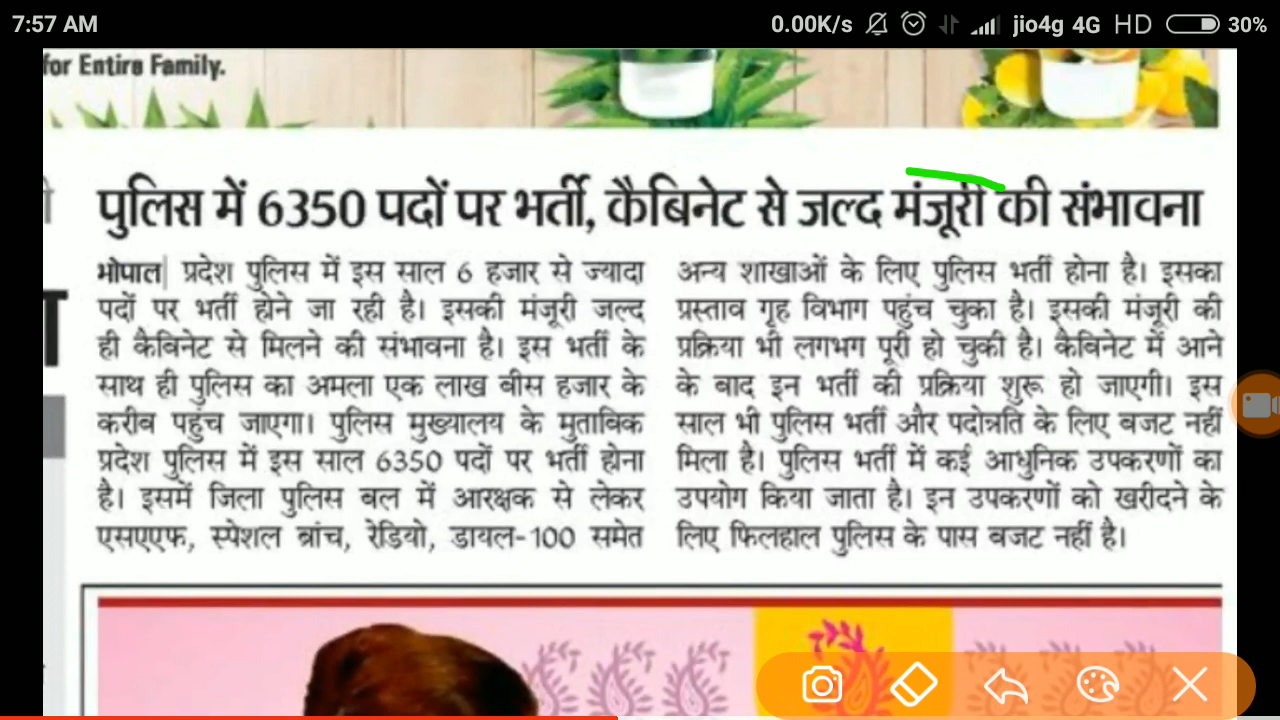 7:57 AM
0.00K/s jio4g 4G HD 30%
for Entire Family.
पुलिस में 6350 पदों पर भर्ती, कैबिनेट से जल्द मंजूरी की संभावना
भोपाल| प्रदेश पुलिस में इस साल 6 हजार से ज्यादा
पदों पर भर्ती होने जा रही है। इसकी मंजूरी जल्द
ही कैबिनेट से मिलने की संभावना है। इस भर्ती के
साथ ही पुलिस का अमला एक लाख बीस हजार के
करीब पहुंच जाएगा। पुलिस मुख्यालय के मुताबिक
प्रदेश पुलिस में इस साल 6350 पदों पर भर्ती होना
है। इसमें जिला पुलिस बल में आरक्षक से लेकर
एसएएफ, स्पेशल ब्रांच, रेडियो, डायल-100 समेत
अन्य शाखाओं के लिए पुलिस भर्ती होना है। इसका
प्रस्ताव गृह विभाग पहुंच चुका है। इसकी मंजूरी की
प्रक्रिया भी लगभग पूरी हो चुकी है। कैबिनेट में आने
के बाद इन भर्ती की प्रक्रिया शुरू हो जाएगी। इस
साल भी पुलिस भर्ती और पदोन्नति के लिए बजट नहीं
मिला है। पुलिस भर्ती में कई आधुनिक उपकरणों का
उपयोग किया जाता है। इन उपकरणों को खरीदने के
लिए फिलहाल पुलिस के पास बजट नहीं है।